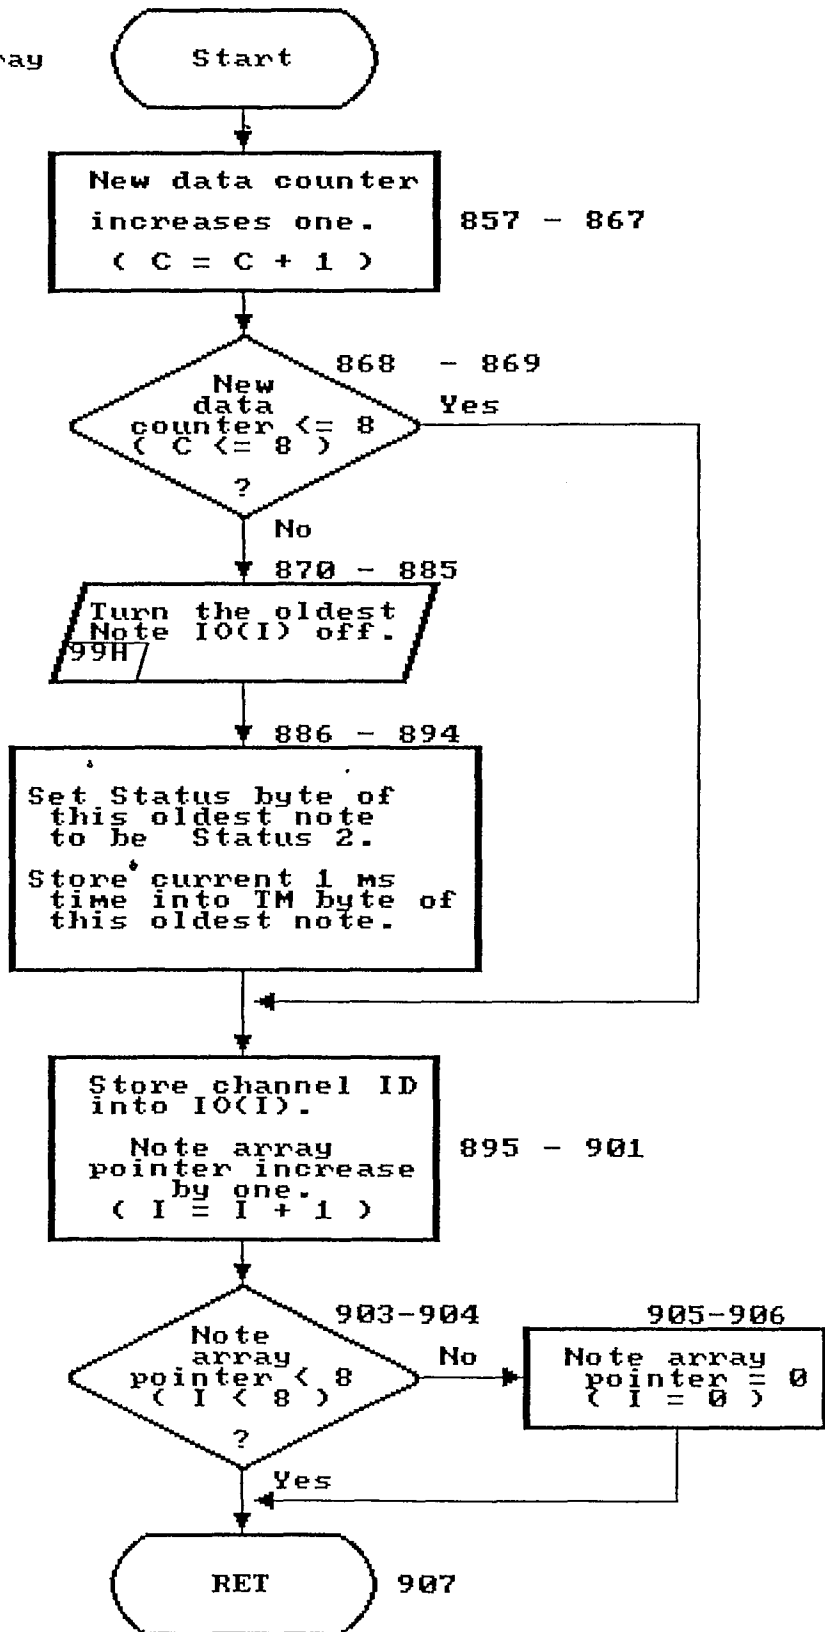 Start
New data counter
increases one.
( C = C + 1 )
857 - 867
868 - 869
New
data
counter <= 8
( C <= 8 )
?
Yes
No
870 - 885
Turn the oldest
Note IO(I) off.
99H
886 - 894
Set Status byte of
this oldest note
to be Status 2.
Store current 1 ms
time into TM byte of
this oldest note.
Store channel ID
into IO(I).
Note array
pointer increase
by one.
( I = I + 1 )
895 - 901
903-904
Note
array
pointer < 8
( I < 8 )
?
No
905-906
Note array
pointer = 0
( I = 0 )
Yes
RET
907